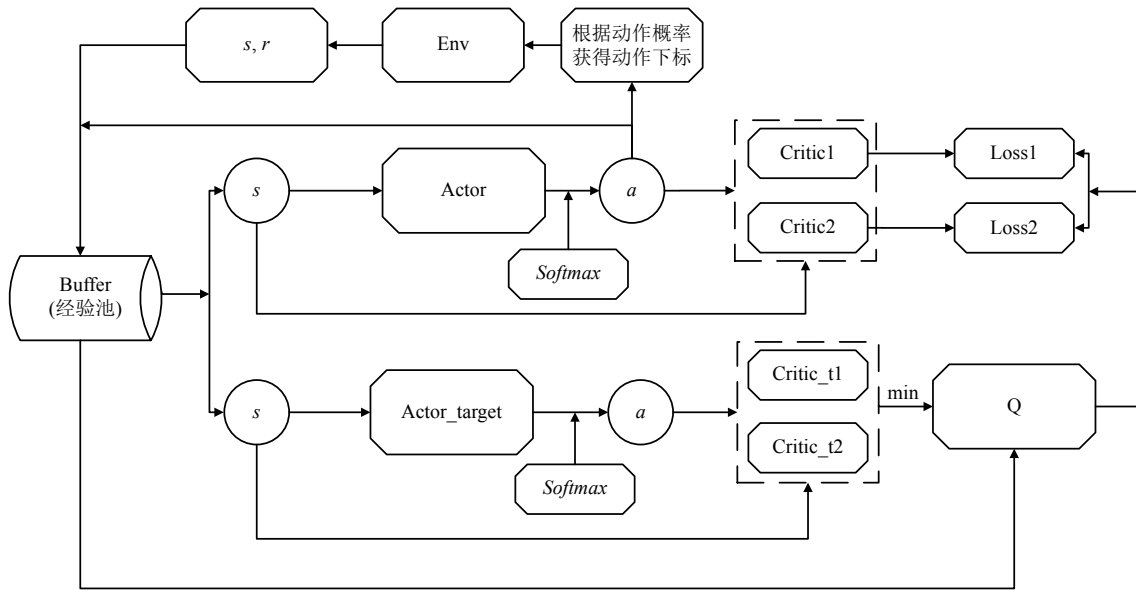 s, r
Env
根据动作概率
获得动作下标
s
Actor
a
Softmax
Critic1
Critic2
Loss1
Loss2
Buffer
(经验池)
s
Actor_target
a
Softmax
Critic_t1
Critic_t2
min
Q